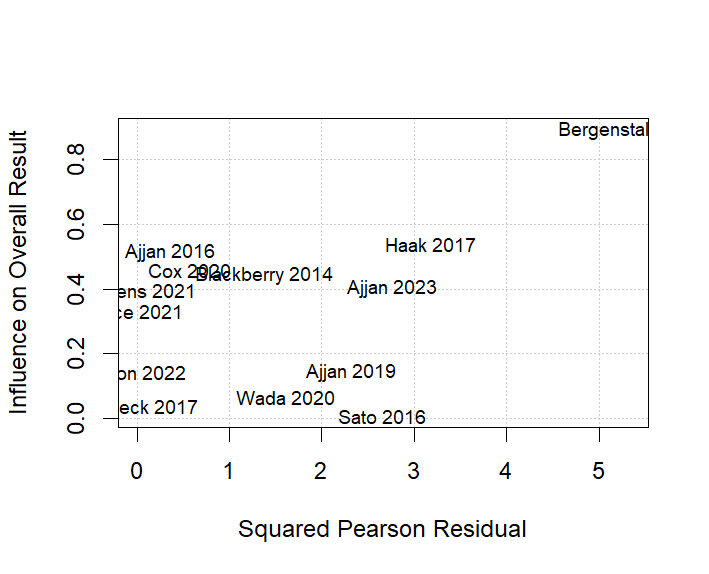 Influence on Overall Result
0.8
0.6
0.4
0.2
0.0
Bergenstal
Haak 2017
Ajjan 2016
Cox 2020
Blackberry 2014
Ajjan 2023
ens 2021
ce 2021
on 2022
Ajjan 2019
Wada 2020
eck 2017
Sato 2016
0 1 2 3 4 5
Squared Pearson Residual